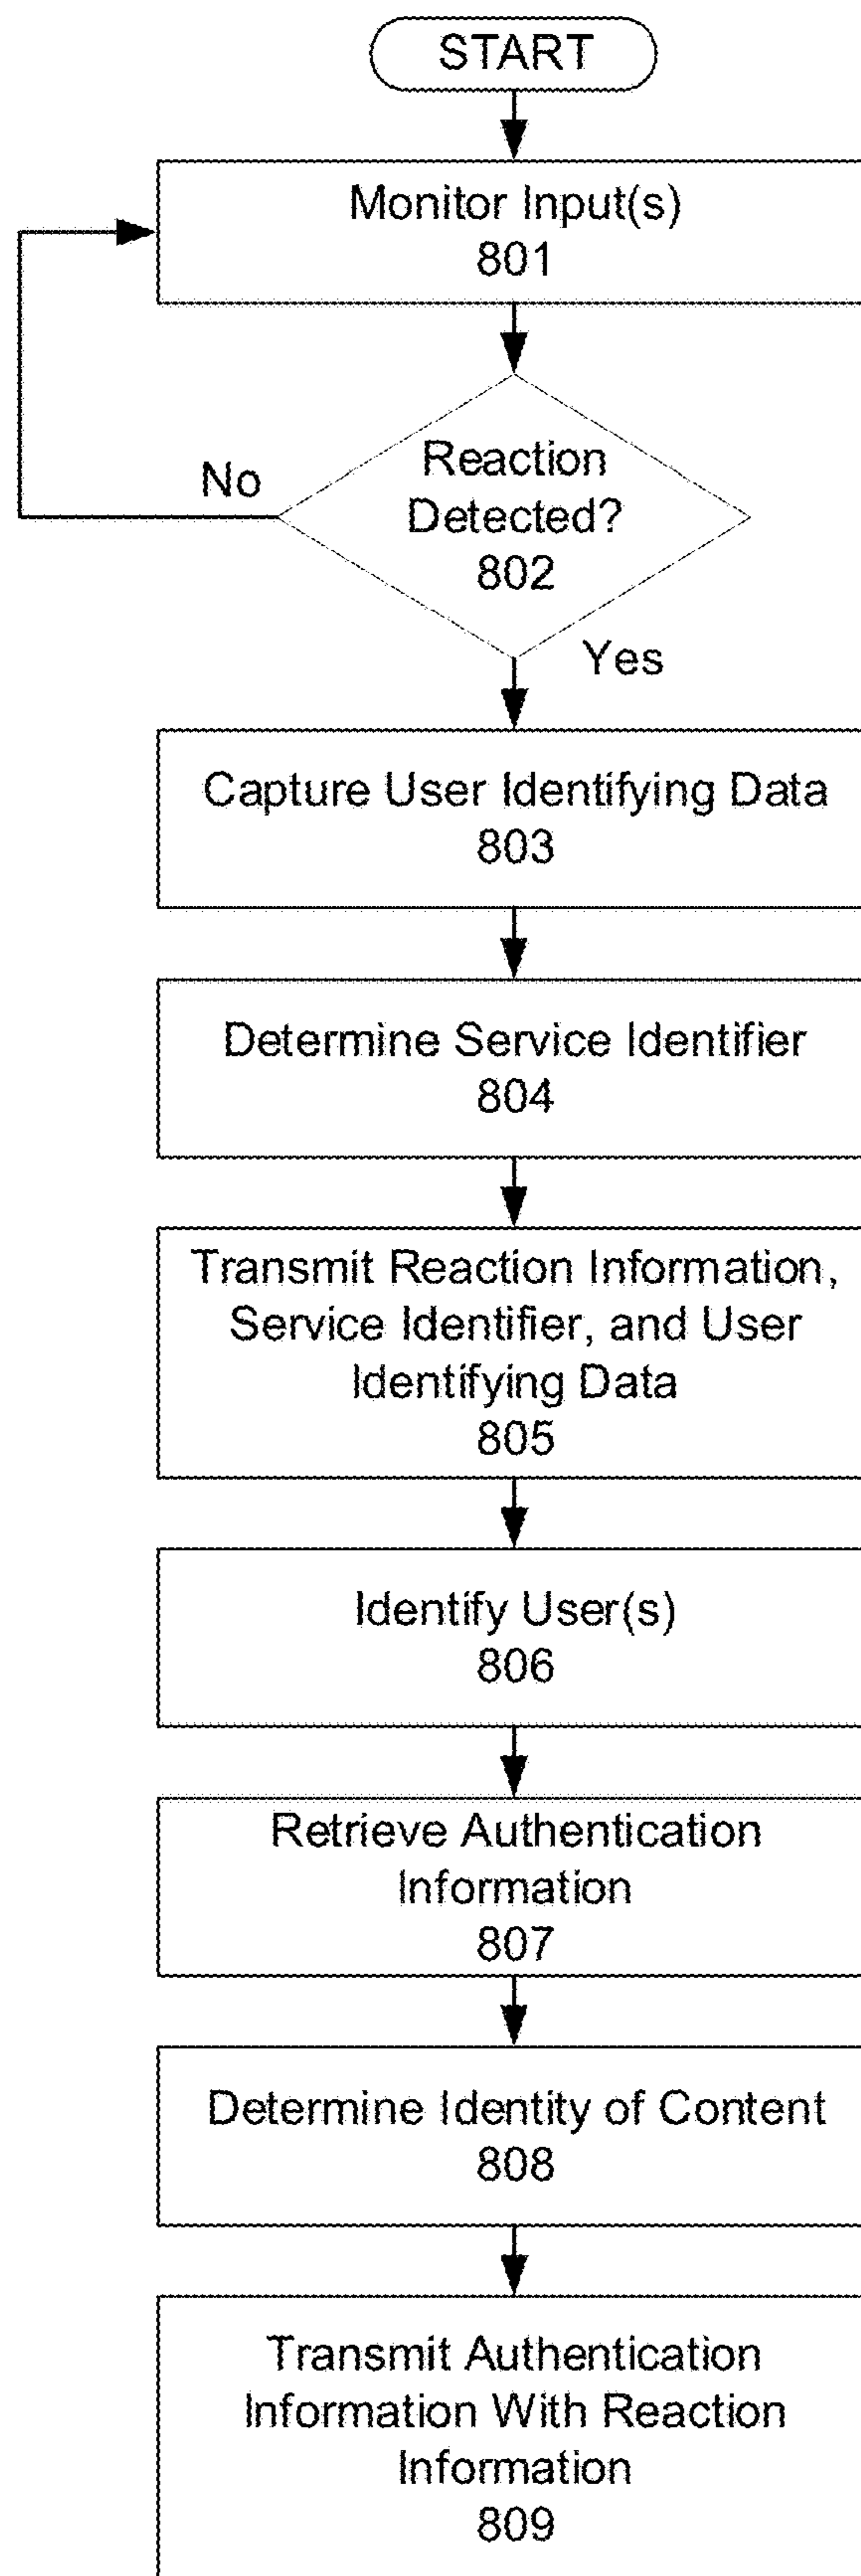 START
Monitor Input(s)
801
Reaction
Detected?
802
No
Yes
Capture User Identifying Data
803
Determine Service Identifier
804
Transmit Reaction Information,
Service Identifier, and User
Identifying Data
805
Identify User(s)
806
Retrieve Authentication
Information
807
Determine Identity of Content
808
Transmit Authentication
Information With Reaction
Information
809